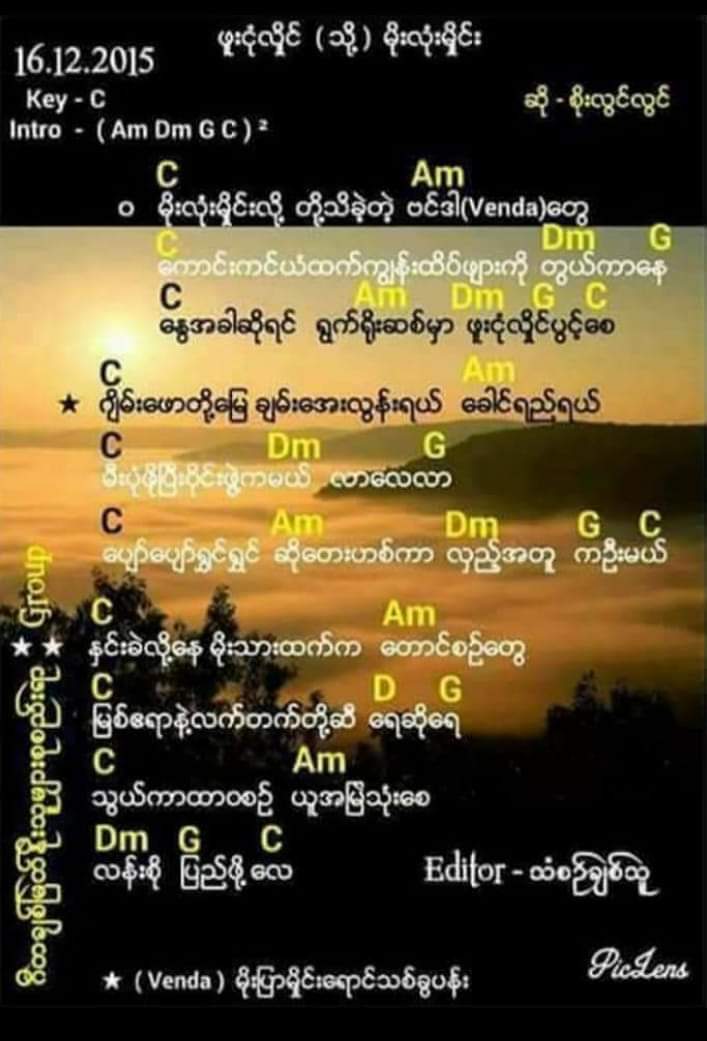 ဖူးငုံလှိုင် (သို့) မိုးလုံးမှိုင်း
16.12.2015
Key - C
ဆို - စိုးလွင်လွင်
Intro - ( Am Dm G C ) ²
C Am
၀ မိုးလုံးမှိုင်းလို့ တို့သိခဲ့တဲ့ ဗင်ဒါ(Venda)တွေ
C Dm G
ကောင်းကင်ယံထက်ကျွန်းထိပ်ဖျားကို တွယ်ကာနေ
C Am Dm G C
နွေအခါဆိုရင် ရွက်ရိုးဆစ်မှာ ဖူးငုံလှိုင်ပွင့်စေ
C Am
★ ဂျိမ်းဖောတို့မြေ ချမ်းအေးလွန်းရယ် ခေါင်ရည်ရယ်
C Dm G
မီးပုံဖိုပြီးဝိုင်းဖွဲ့ကမယ် လာလေလာ
C Am Dm G C
ပျော်ပျော်ရွှင်ရွှင် ဆိုတေးဟစ်ကာ လှည့်အတူ ကဦးမယ်
C Am
★ ★ နှင်းခဲလို့နေ မိုးသားထက်က တောင်စဉ်တွေ
C D G
မြစ်ဧရာနဲ့လက်တက်တို့ဆီ ရေဆိုရေ
C Am
သွယ်ကာထာဝစဉ် ယူအမြဲသုံးစေ
Dm G C
လန်းစို ပြည်ဖို့ လေ
Editor - သံစဉ်ချစ်သူ
★ ( Venda ) မိုးပြာမှိုင်းရောင်သစ်ခွပန်း
PicLens
ဂီတချစ်မြတ်နိုးသူများစုစည်းရာ Group